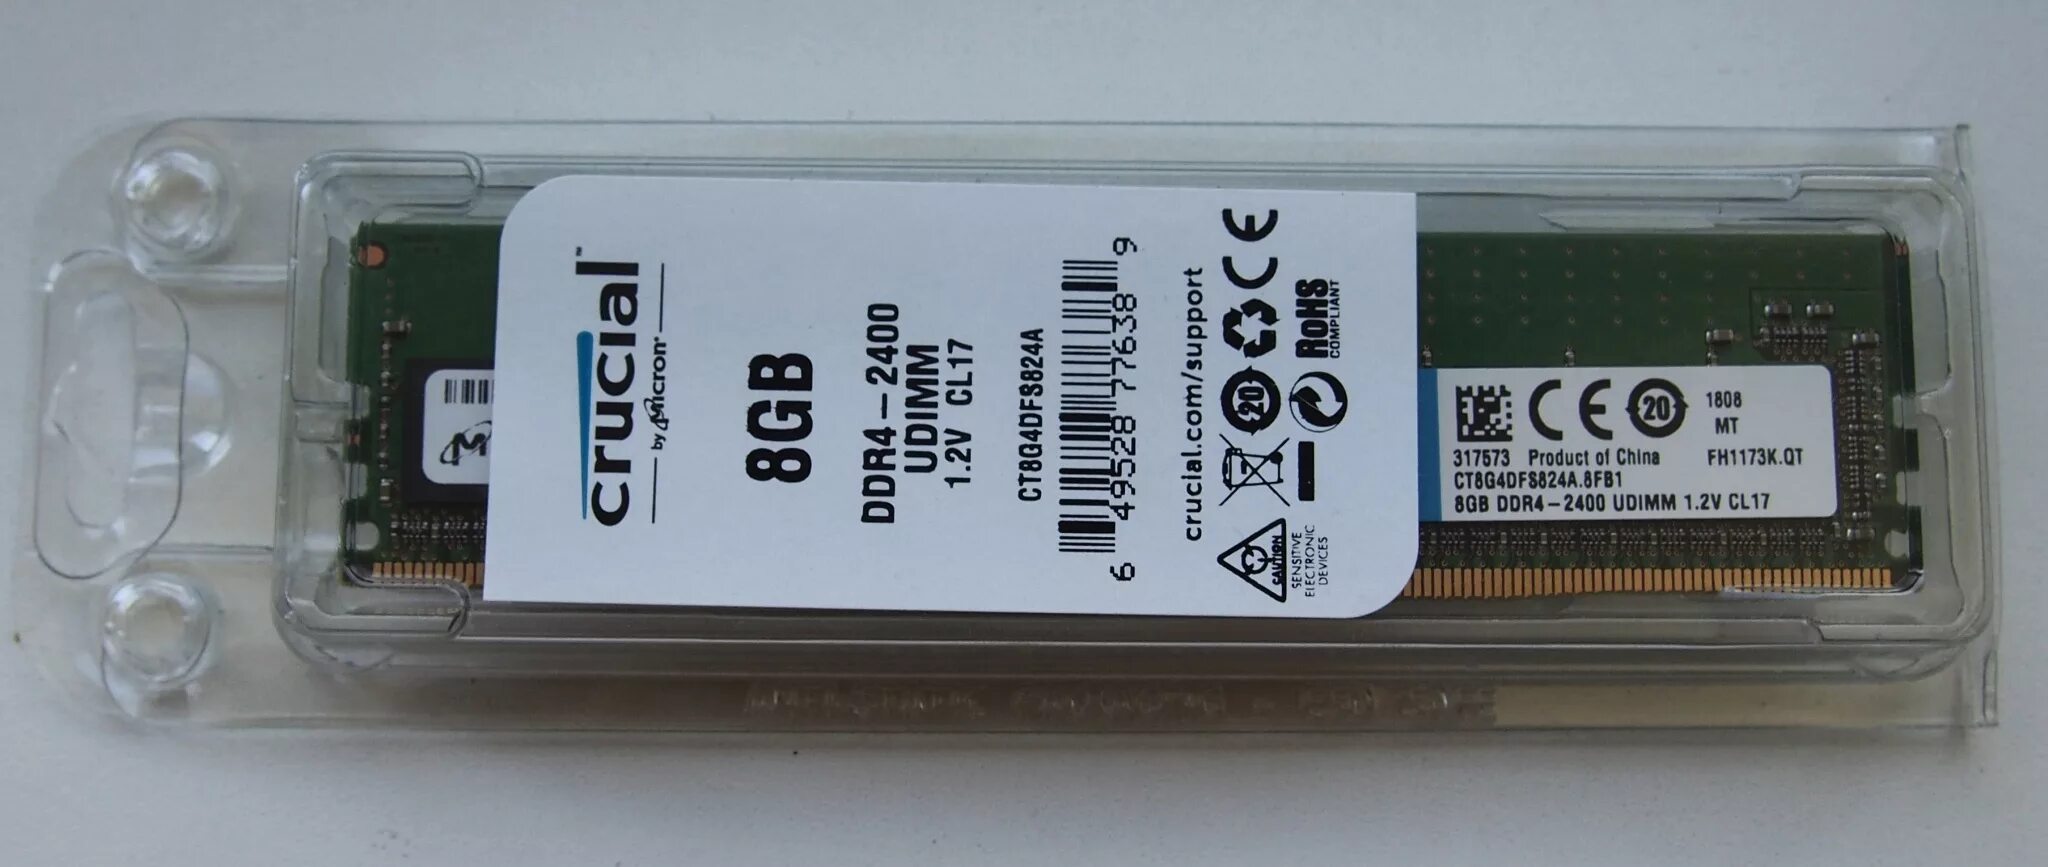 crucial™
by Micron®
8GB
DDR4-2400
UDIMM
1.2V CL17
CT8G4DFS824A
6 49528 77638 9
crucial.com/support
20
RoHS
COMPLIANT
CAUTION
SENSITIVE
ELECTRONIC
DEVICES
CE 20 1808
MT
317573 Product of China FH1173K.QT
CT8G4DFS824A.8FB1
8GB DDR4-2400 UDIMM 1.2V CL17